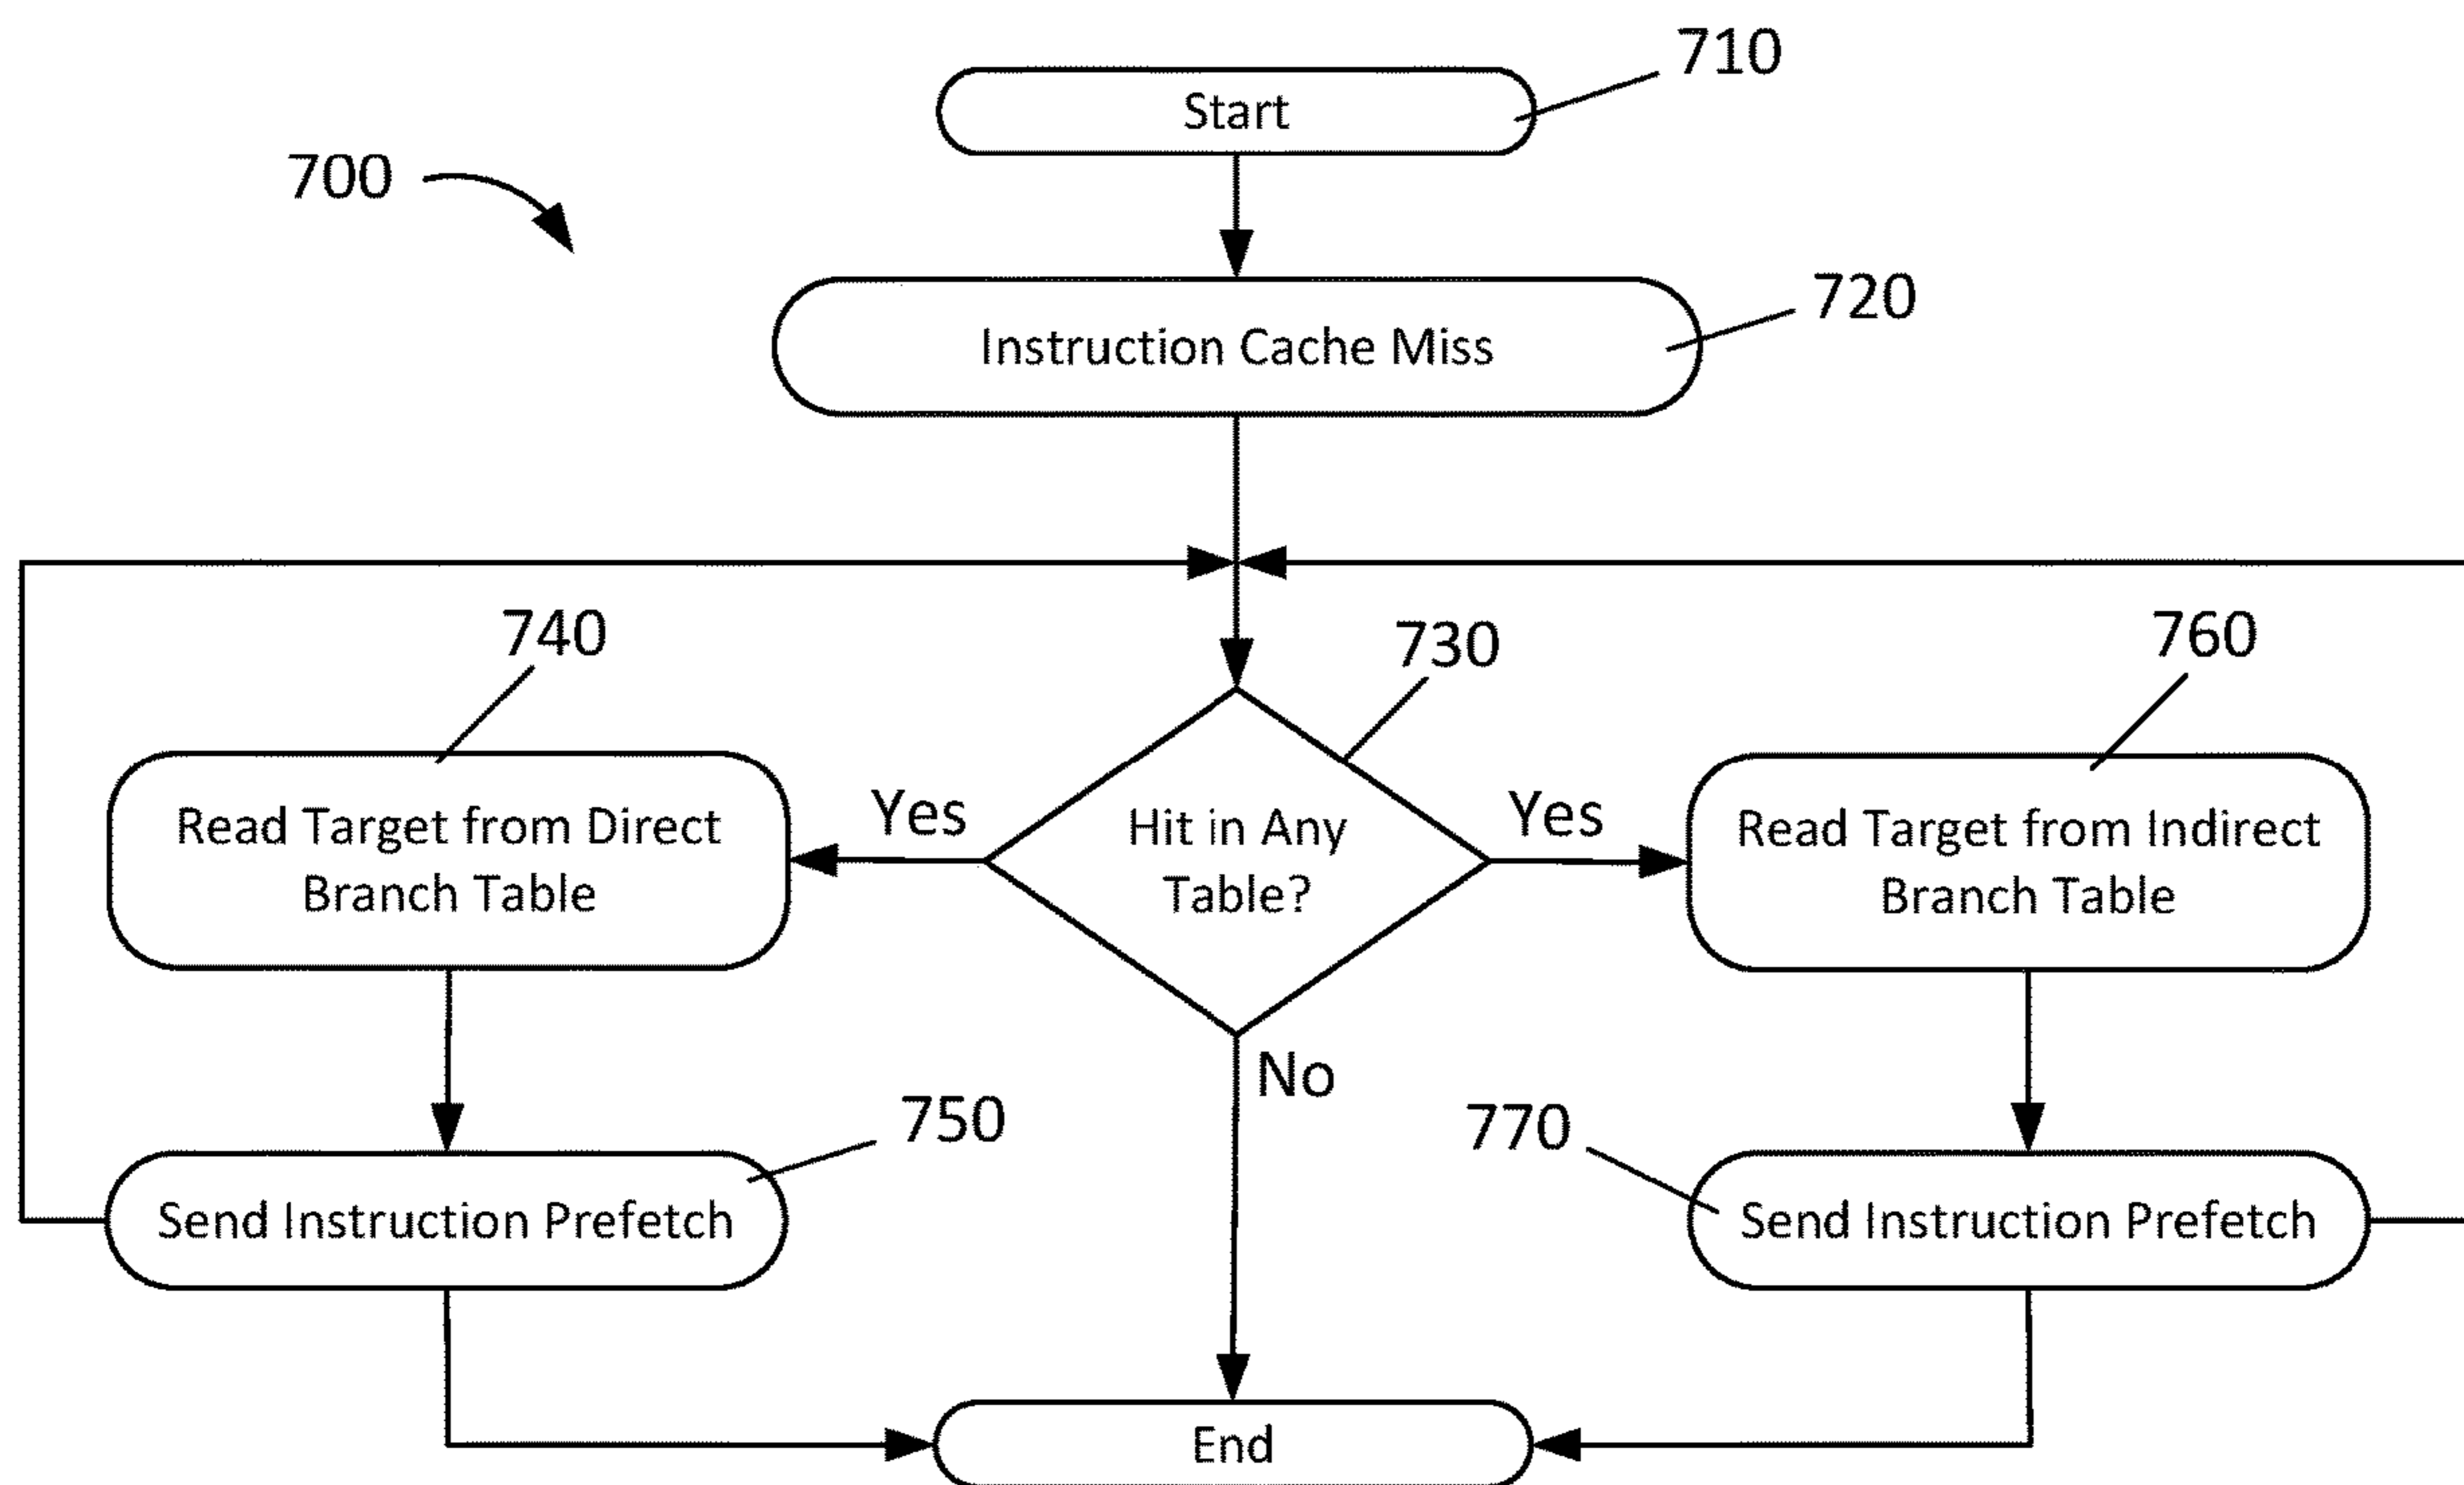 710
Start
700
720
Instruction Cache Miss
740
730
760
Yes
Yes
Read Target from Direct
Branch Table
Hit in Any
Table?
Read Target from Indirect
Branch Table
No
750
770
Send Instruction Prefetch
Send Instruction Prefetch
End